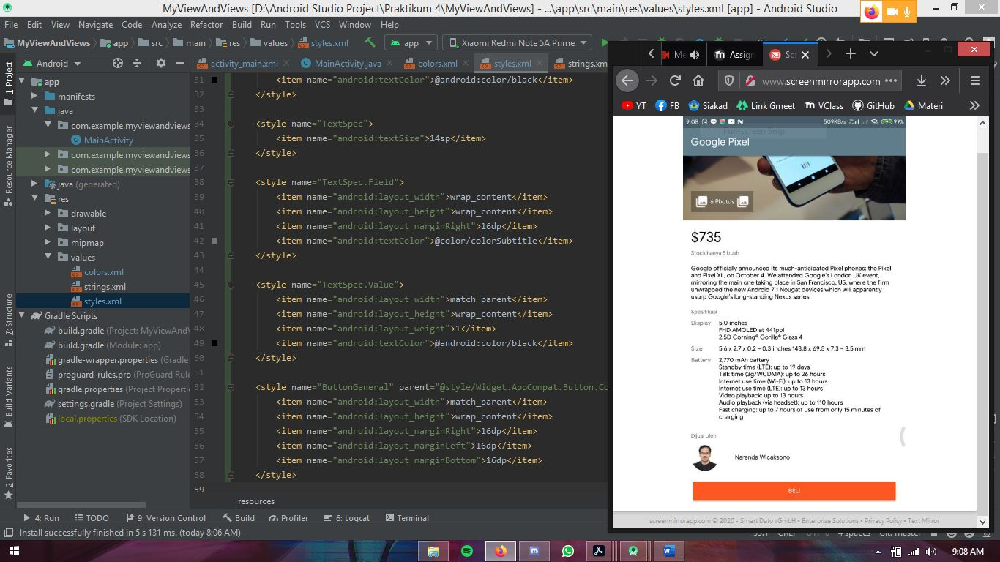 MyViewAndViews [D:\Android Studio Project\Praktikum 4\MyViewAndViews] - ...\app\src\main\res\values\styles.xml [app] - Android Studio
File Edit View Navigate Code Analyze Refactor Build Run Tools VCS Window Help
MyViewAndViews app src main res values styles.xml app Xiaomi Redmi Note 5A Prime
Android
activity_main.xml MainActivity.java colors.xml styles.xml strings.xm
1: Project
Resource Manager
Z: Structure
Build Variants
2: Favorites
app
manifests
java
com.example.myviewandviews
MainActivity
com.example.myviewandviews
com.example.myviewandviews
java (generated)
res
drawable
layout
mipmap
values
colors.xml
strings.xml
styles.xml
Gradle Scripts
build.gradle (Project: MyViewAndV
build.gradle (Module: app)
gradle-wrapper.properties (Gradle
proguard-rules.pro (ProGuard Rule
gradle.properties (Project Properti
settings.gradle (Project Settings)
local.properties (SDK Location)
31 <item name="android:textColor">@android:color/black</item>
32 </style>
33
34 <style name="TextSpec">
35 <item name="android:textSize">14sp</item>
36 </style>
37
38 <style name="TextSpec.Field">
39 <item name="android:layout_width">wrap_content</item>
40 <item name="android:layout_height">wrap_content</item>
41 <item name="android:layout_marginRight">16dp</item>
42 <item name="android:textColor">@color/colorSubtitle</item>
43 </style>
44
45 <style name="TextSpec.Value">
46 <item name="android:layout_width">match_parent</item>
47 <item name="android:layout_height">wrap_content</item>
48 <item name="android:layout_weight">1</item>
49 <item name="android:textColor">@android:color/black</item>
50 </style>
51
52 <style name="ButtonGeneral" parent="@style/Widget.AppCompat.Button.Co
53 <item name="android:layout_width">match_parent</item>
54 <item name="android:layout_height">wrap_content</item>
55 <item name="android:layout_marginRight">16dp</item>
56 <item name="android:layout_marginLeft">16dp</item>
57 <item name="android:layout_marginBottom">16dp</item>
58 </style>
59
resources
4: Run TODO 9: Version Control Build Profiler 6: Logcat Terminal
Install successfully finished in 5 s 131 ms. (today 8:06 AM)
4 spaces Git: master
Me Assign Scr
www.screenmirrorapp.com
YT FB Siakad Link Gmeet VClass GitHub Materi
9:08 509KB/s 99%
Full-screen Snip
Google Pixel
6 Photos
$735
Stock hanya 5 buah
Google officially announced its much-anticipated Pixel phones: the Pixel
and Pixel XL, on October 4. We attended Google's London UK event,
mirroring the main one taking place in San Francisco, US, where the firm
unwrapped the new Android 7.1 Nougat devices which will apparently
usurp Google's long-standing Nexus series.
Spesifikasi
Display 5.0 inches
FHD AMOLED at 441ppi
2.5D Corning® Gorilla® Glass 4
Size 5.6 x 2.7 x 0.2 ~ 0.3 inches 143.8 x 69.5 x 7.3 ~ 8.5 mm
Battery 2,770 mAh battery
Standby time (LTE): up to 19 days
Talk time (3g/WCDMA): up to 26 hours
Internet use time (Wi-Fi): up to 13 hours
Internet use time (LTE): up to 13 hours
Video playback: up to 13 hours
Audio playback (via headset): up to 110 hours
Fast charging: up to 7 hours of use from only 15 minutes of
charging
Dijual oleh
Narenda Wicaksono
BELI
screenmirrorapp.com © 2020 - Smart Dato vGmbH • Enterprise Solutions • Privacy Policy • Text Mirror
9:08 AM